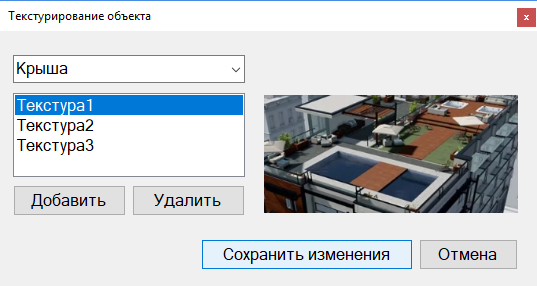 Текстурирование объекта
x
Крыша
Текстура1
Текстура2
Текстура3
Добавить
Удалить
Сохранить изменения
Отмена